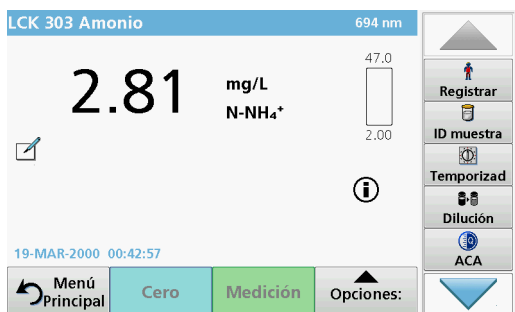 LCK 303 Amonio
694 nm
47.0
2.81
mg/L
N-NH₄⁺
2.00
19-MAR-2000 00:42:57
Menú
Principal
Cero
Medición
Opciones:
Registrar
ID muestra
Temporizad
Dilución
ACA